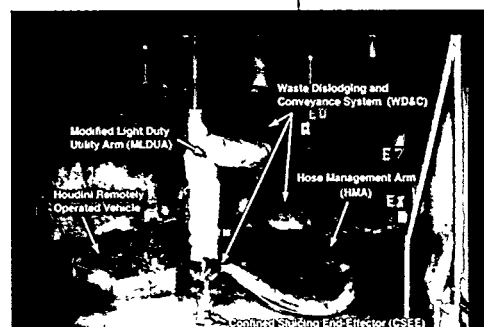 Waste Dislodging and
Conveyance System (WD&C)
Modified Light Duty
Utility Arm (MLDUA)
E7
Hose Management Arm
(HMA)
Houdini Remotely
Operated Vehicle
Confined Sluicing End-Effector (CSEE)